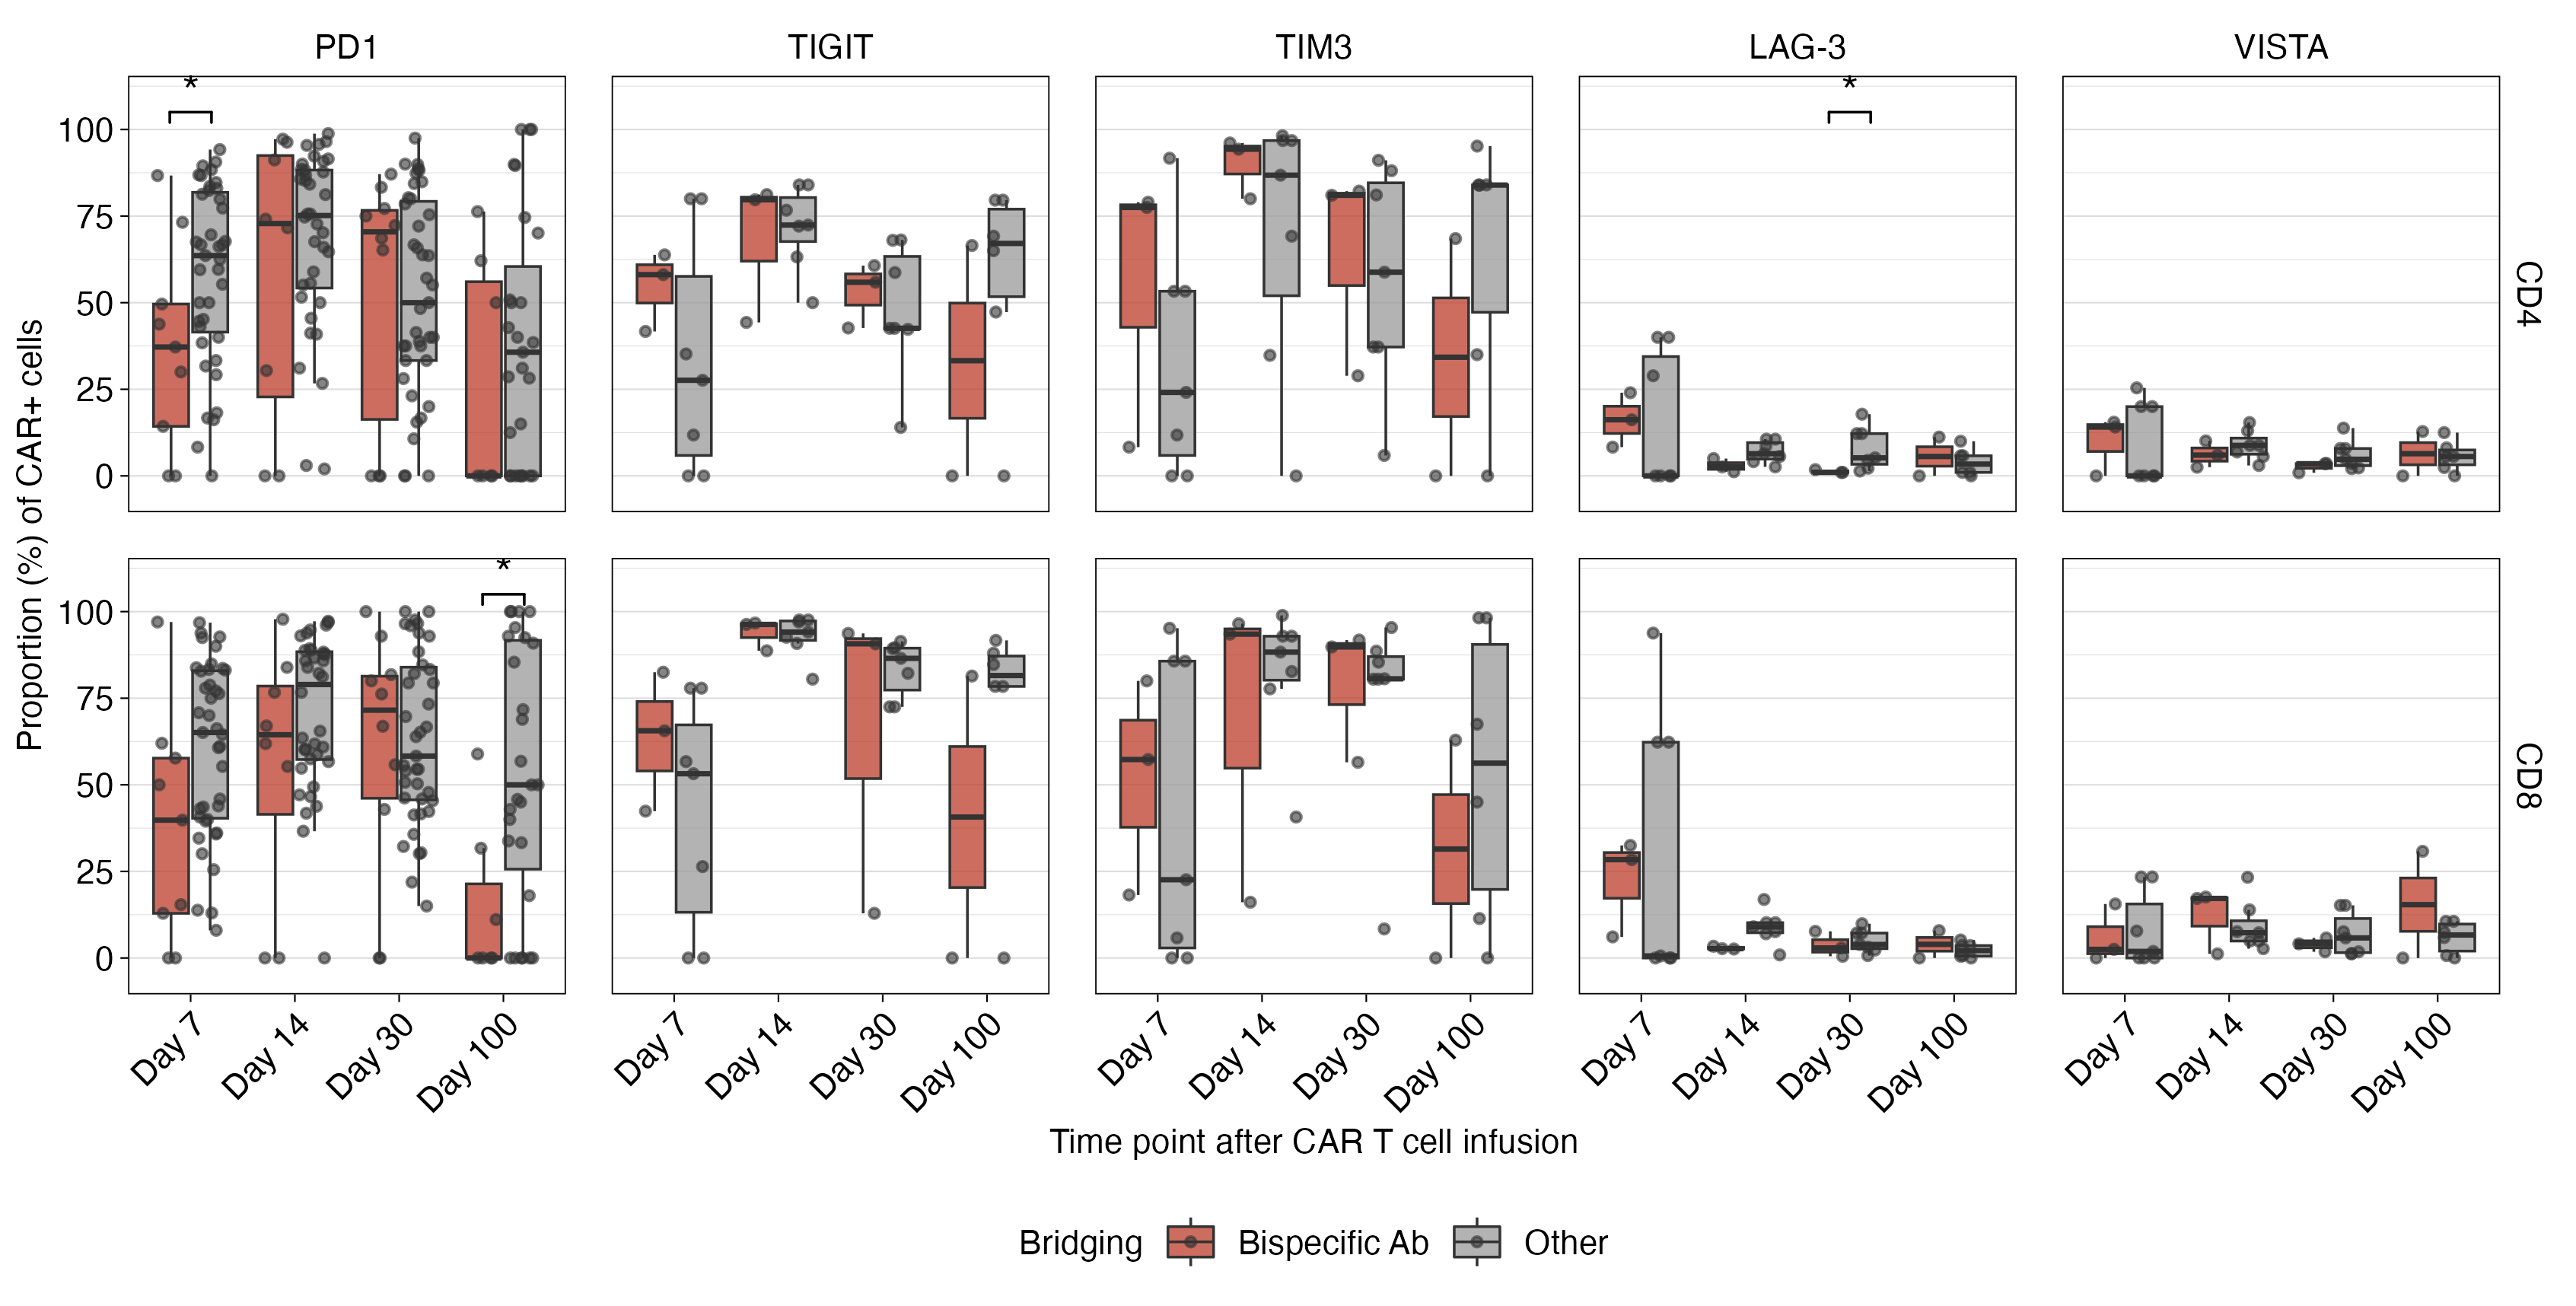 PD1 TIGIT TIM3 LAG-3 VISTA
* *
100
75
50
25
0
CD4
Proportion (%) of CAR+ cells
*
100
75
50
25
0
CD8
Day 7 Day 14 Day 30 Day 100 Day 7 Day 14 Day 30 Day 100 Day 7 Day 14 Day 30 Day 100 Day 7 Day 14 Day 30 Day 100 Day 7 Day 14 Day 30 Day 100
Time point after CAR T cell infusion
Bridging Bispecific Ab Other